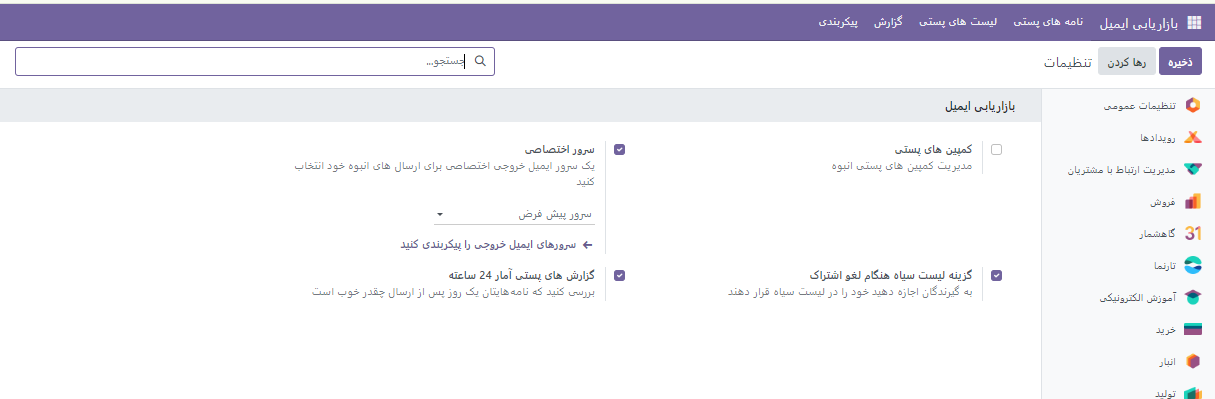 بازاریابی ایمیل
نامه های پستی
لیست های پستی
گزارش
پیکربندی
ذخیره
رها کردن
تنظیمات
جستجو...
تنظیمات عمومی
رویدادها
مدیریت ارتباط با مشتریان
فروش
31 گاهشمار
تارنما
آموزش الکترونیکی
خرید
انبار
تولید
بازاریابی ایمیل
کمپین های پستی
مدیریت کمپین های پستی انبوه
سرور اختصاصی
یک سرور ایمیل خروجی اختصاصی برای ارسال های انبوه خود انتخاب
کنید
سرور پیش فرض
سرورهای ایمیل خروجی را پیکربندی کنید
گزینه لیست سیاه هنگام لغو اشتراک
به گیرندگان اجازه دهید خود را در لیست سیاه قرار دهند
گزارش های پستی آمار 24 ساعته
بررسی کنید که نامه‌هایتان یک روز پس از ارسال چقدر خوب است